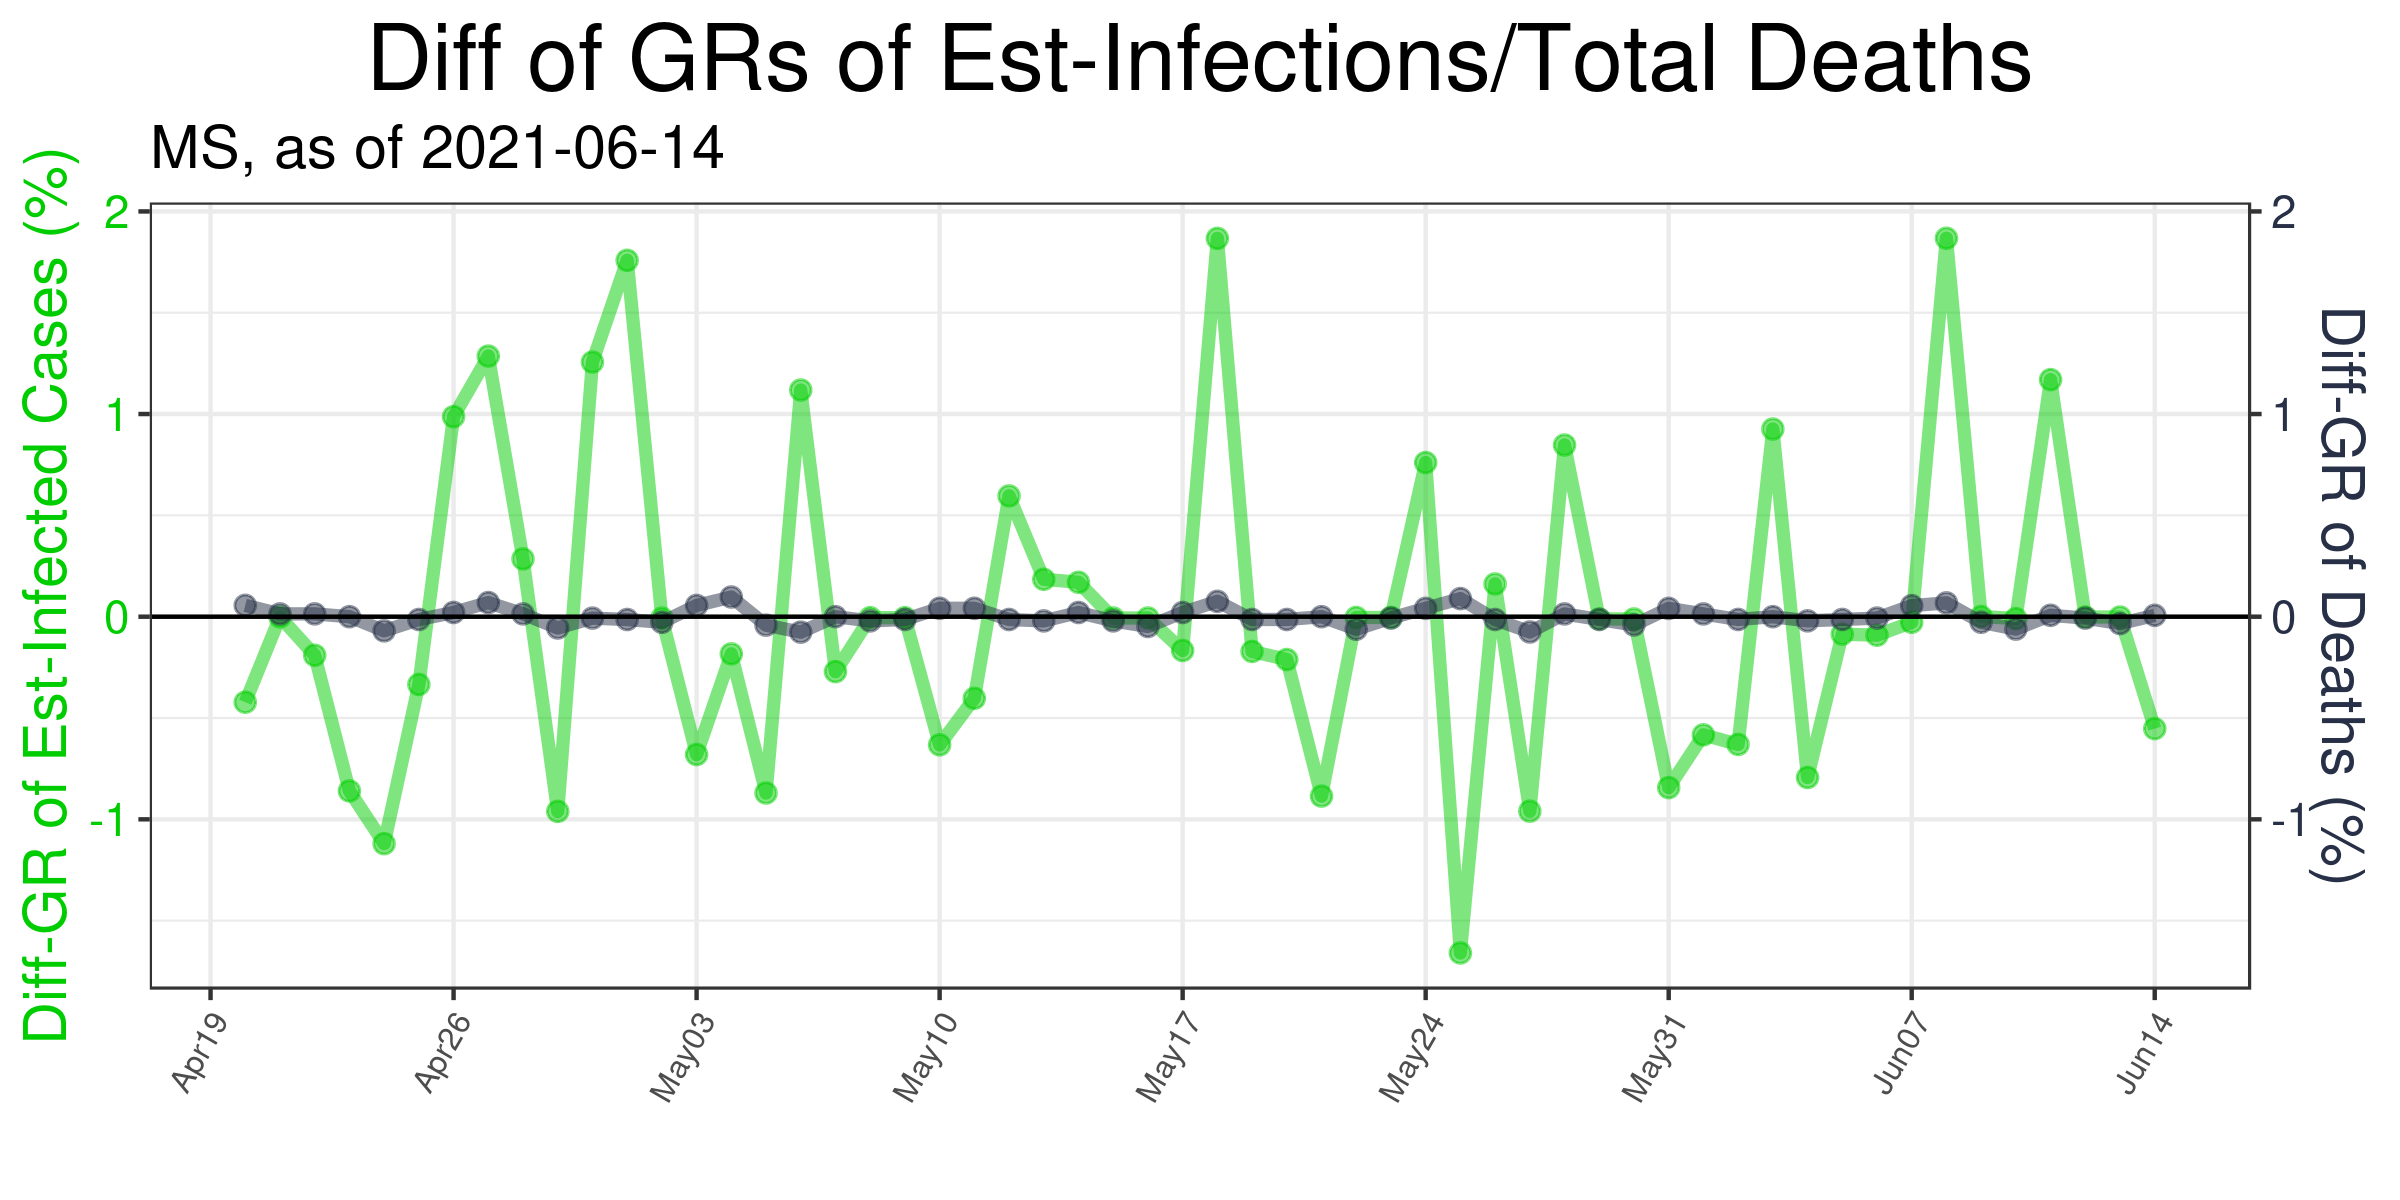 Diff of GRs of Est-Infections/Total Deaths
MS, as of 2021-06-14
Diff-GR of Est-Infected Cases (%)
2
1
0
-1
2
1
0
-1
Diff-GR of Deaths (%)
Apr19
Apr26
May03
May10
May17
May24
May31
Jun07
Jun14